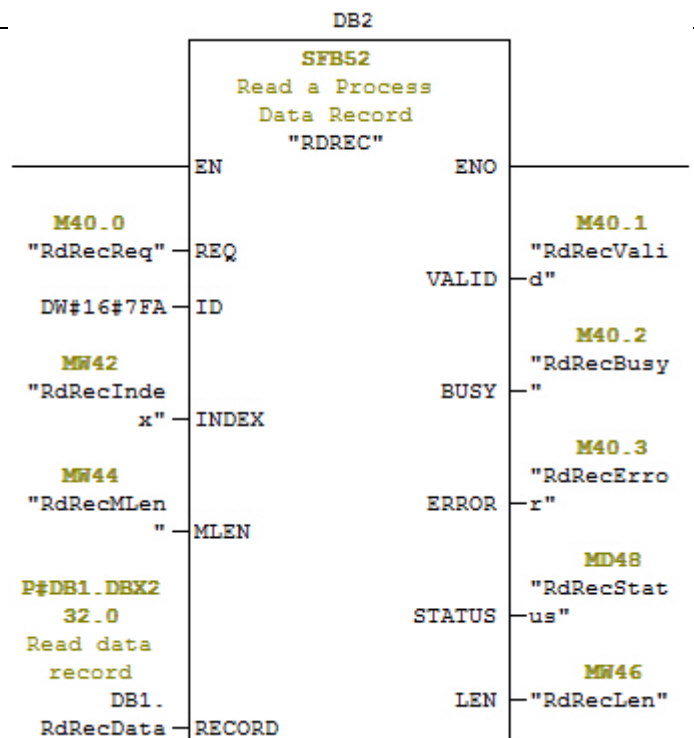 DB2
SFB52
Read a Process
Data Record
"RDREC"
EN
ENO
M40.0
"RdRecReq"
REQ
M40.1
"RdRecVali
d"
VALID
DW#16#7FA
ID
M40.2
"RdRecBusy
"
BUSY
MW42
"RdRecInde
x"
INDEX
M40.3
"RdRecErro
r"
ERROR
MW44
"RdRecMLen
"
MLEN
MD48
"RdRecStat
us"
STATUS
P#DB1.DBX2
32.0
Read data
record
DB1.
RdRecData
RECORD
MW46
LEN
"RdRecLen"